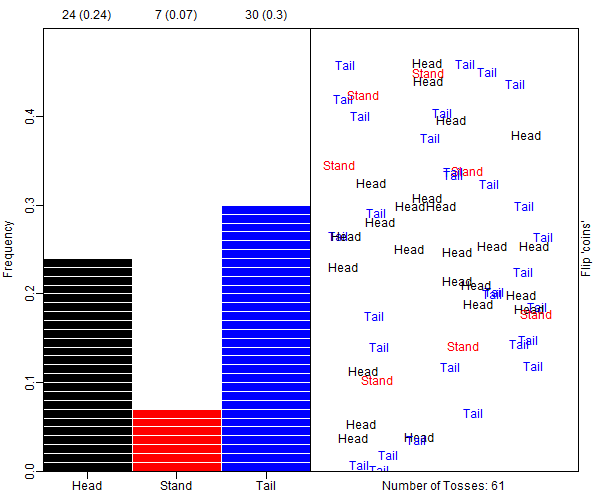 24 (0.24) 7 (0.07) 30 (0.3)
Frequency
0.4
0.3
0.2
0.1
0.0
Head Stand Tail
Head
Tail Tail
Stand Tail
Head Tail
Stand
Tail
Tail Tail
Head
Head
Tail
Stand
Tail Stand
Tail
Head Tail
Head
Head Head Tail
Tail
Head
Tail Head Tail
Head Head
Head Head
Head
Tail
Head
Head
Tail Tail Head
Head Tail
Head
Tail Stand
Tail
Tail Stand Tail
Tail Tail
Head
Stand
Tail
Head
Head Head Tail
Tail
Tail Tail
Flip 'coins'
Number of Tosses: 61